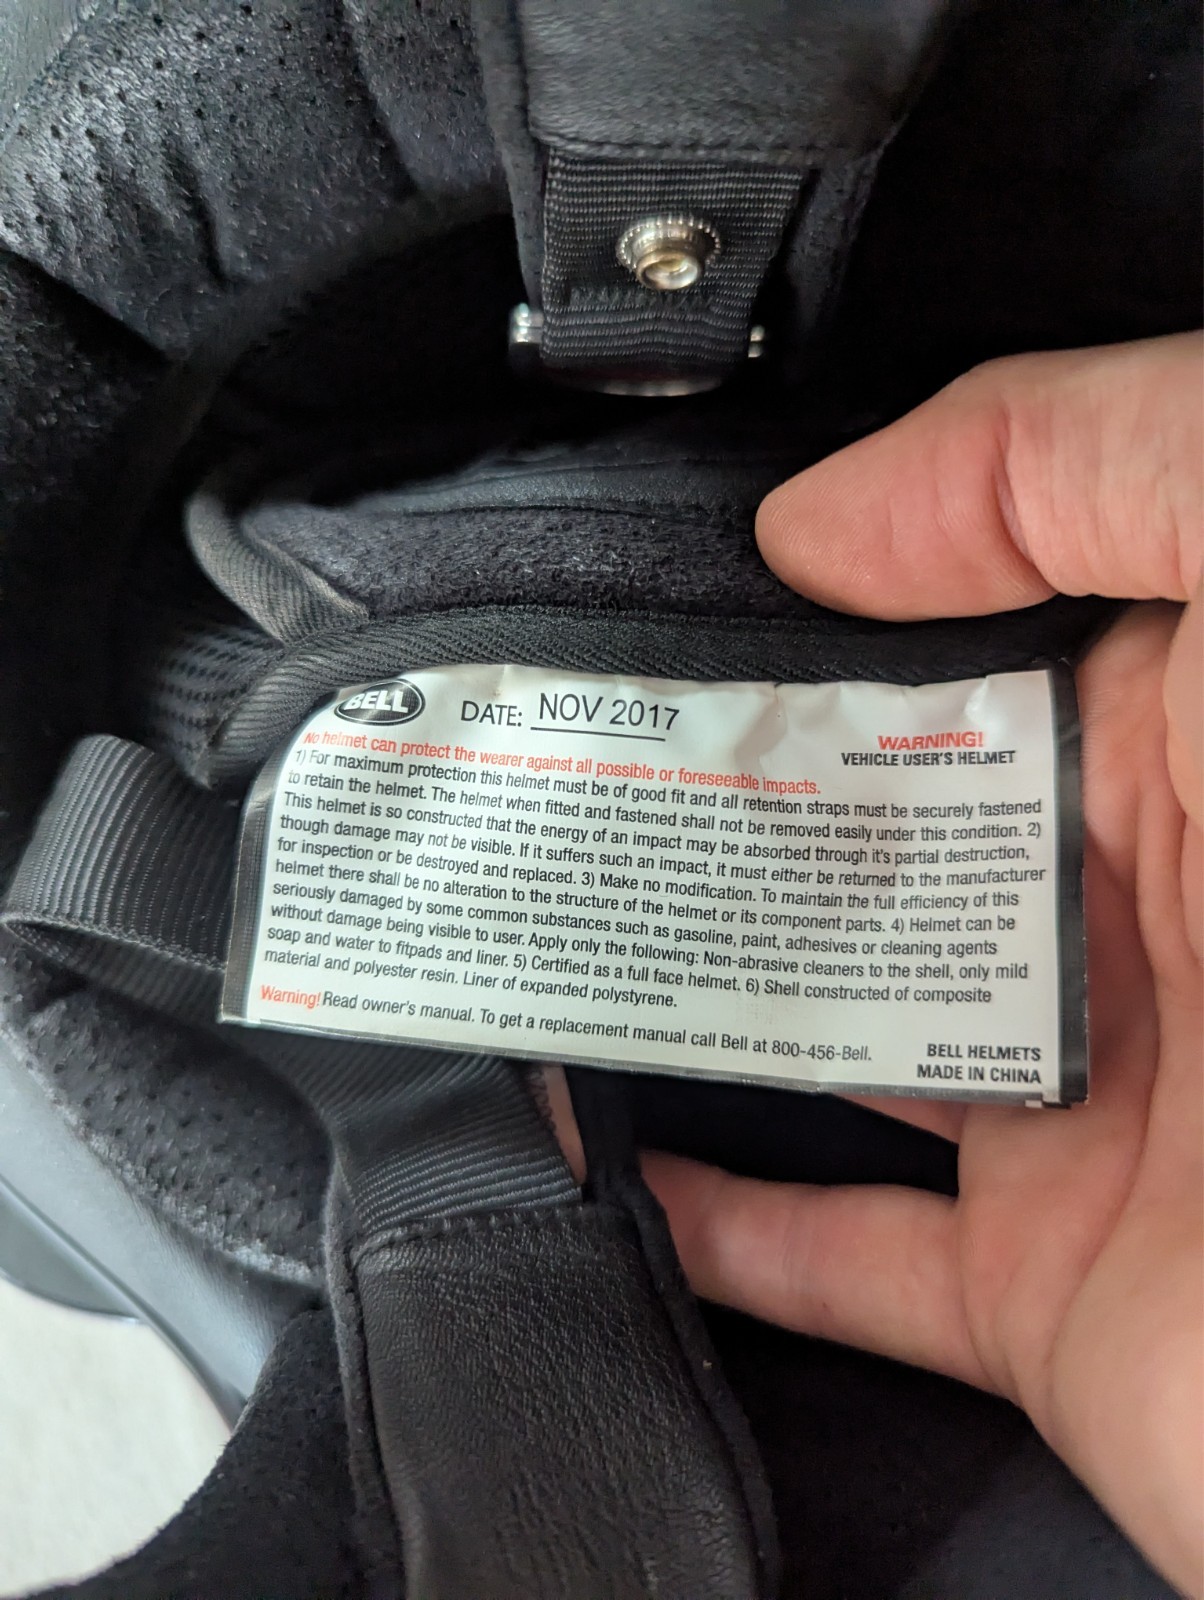 BELL DATE: NOV 2017
WARNING!
VEHICLE USER'S HELMET
No helmet can protect the wearer against all possible or foreseeable impacts.
1) For maximum protection this helmet must be of good fit and all retention straps must be securely fastened
to retain the helmet. The helmet when fitted and fastened shall not be removed easily under this condition. 2)
This helmet is so constructed that the energy of an impact may be absorbed through it's partial destruction,
though damage may not be visible. If it suffers such an impact, it must either be returned to the manufacturer
for inspection or be destroyed and replaced. 3) Make no modification. To maintain the full efficiency of this
helmet there shall be no alteration to the structure of the helmet or its component parts. 4) Helmet can be
seriously damaged by some common substances such as gasoline, paint, adhesives or cleaning agents
without damage being visible to user. Apply only the following: Non-abrasive cleaners to the shell, only mild
soap and water to fitpads and liner. 5) Certified as a full face helmet. 6) Shell constructed of composite
material and polyester resin. Liner of expanded polystyrene.
Warning! Read owner's manual. To get a replacement manual call Bell at 800-456-Bell.
BELL HELMETS
MADE IN CHINA